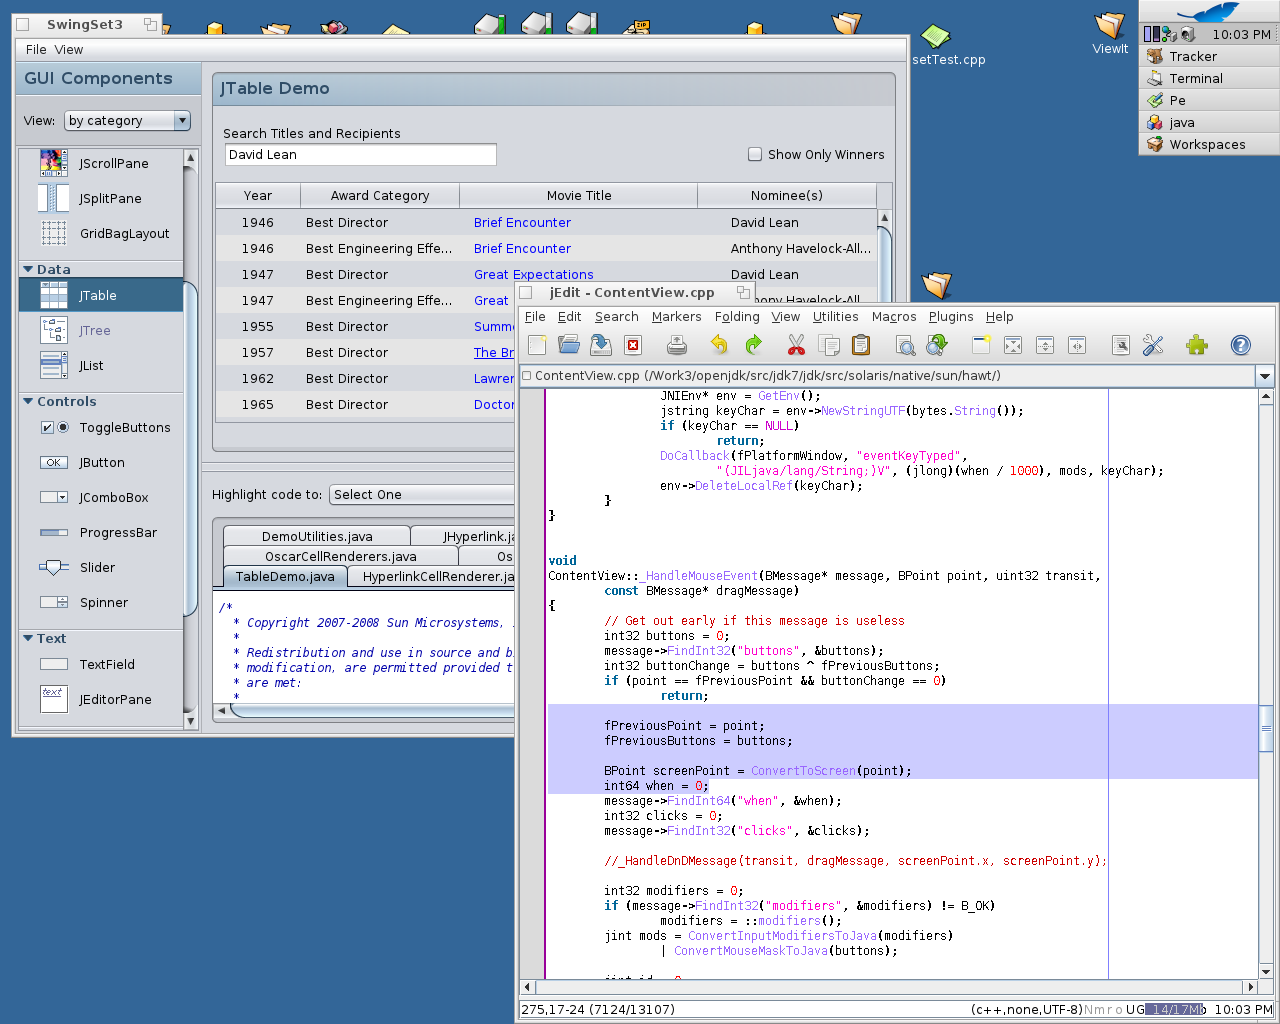 SwingSet3
File View
GUI Components
View: by category
JScrollPane
JSplitPane
GridBagLayout
Data
JTable
JTree
JList
Controls
ToggleButtons
OK JButton
JComboBox
ProgressBar
Slider
Spinner
Text
TextField
text JEditorPane
JTable Demo
Search Titles and Recipients
David Lean
Show Only Winners
Year Award Category Movie Title Nominee(s)
1946 Best Director Brief Encounter David Lean
1946 Best Engineering Effe... Brief Encounter Anthony Havelock-All...
1947 Best Director Great Expectations David Lean
1947 Best Engineering Effe... Great
1955 Best Director
1957 Best Director The
1962 Best Director
1965 Best Director
Highlight code to: Select One
DemoUtilities.java
OscarCellRenderers.java
TableDemo.java HyperlinkCellRenderer.ja
/*
* Copyright 2007-2008 Sun Microsystems,
*
* Redistribution and use in source and
* modification, are permitted provided
* are met:
*
ZIP
setTest.cpp
ViewIt
10:03 PM
Tracker
Terminal
Pe
java
Workspaces
jEdit - ContentView.cpp
File Edit Search Markers Folding View Utilities Macros Plugins Help
ContentView.cpp (/Work3/openjdk/src/jdk7/jdk/src/solaris/native/sun/hawt/)
JNIEnv* env = GetEnv();
jstring keyChar = env->NewStringUTF(bytes.String());
if (keyChar == NULL)
return;
DoCallback(fPlatformWindow, "eventKeyTyped",
"(JILjava/lang/String;)V", (jlong)(when / 1000), mods, keyChar);
env->DeleteLocalRef(keyChar);
}
}
void
ContentView::_HandleMouseEvent(BMessage* message, BPoint point, uint32 transit,
const BMessage* dragMessage)
{
// Get out early if this message is useless
int32 buttons = 0;
message->FindInt32("buttons", &buttons);
int32 buttonChange = buttons ^ fPreviousButtons;
if (point == fPreviousPoint && buttonChange == 0)
return;
fPreviousPoint = point;
fPreviousButtons = buttons;
BPoint screenPoint = ConvertToScreen(point);
int64 when = 0;
message->FindInt64("when", &when);
int32 clicks = 0;
message->FindInt32("clicks", &clicks);
//_HandleDnDMessage(transit, dragMessage, screenPoint.x, screenPoint.y);
int32 modifiers = 0;
if (message->FindInt32("modifiers", &modifiers) != B_OK)
modifiers = ::modifiers();
jint mods = ConvertInputModifiersToJava(modifiers)
| ConvertMouseMaskToJava(buttons);
275,17-24 (7124/13107)
(c++,none,UTF-8)Nmro UG 14/17Mb 10:03 PM